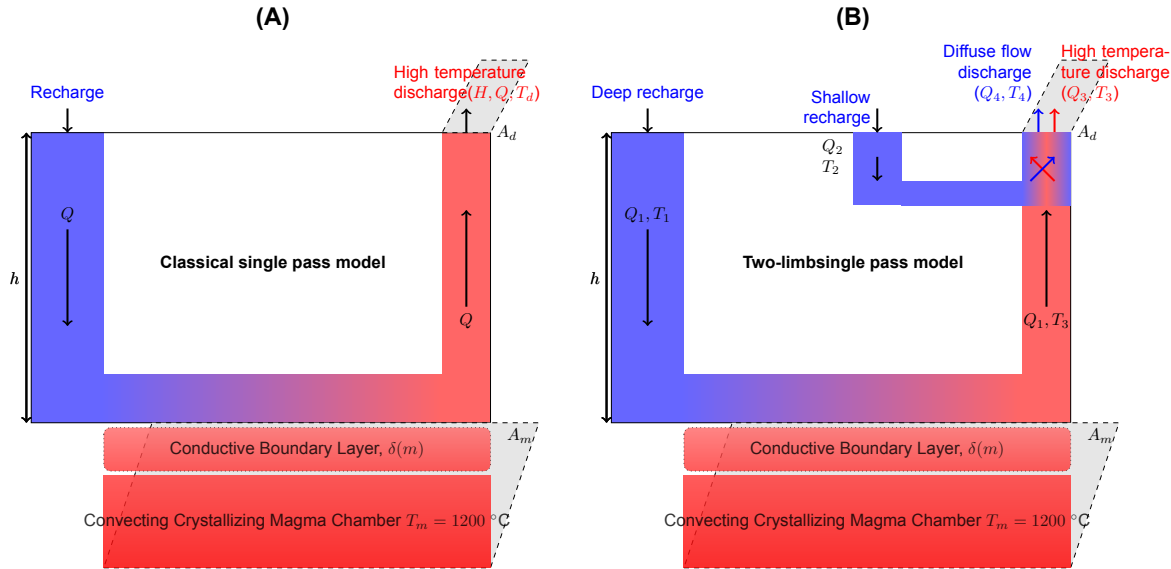 (A)
High temperature
discharge(H, Q, T_d)
Recharge
A_d
Q
h
Classical single pass model
Q
A_m
Conductive Boundary Layer, δ(m)
Convecting Crystallizing Magma Chamber T_m = 1200 °C
(B)
Diffuse flow
discharge
(Q_4, T_4)
High tempera-
ture discharge
(Q_3, T_3)
Deep recharge
Shallow
recharge
A_d
Q_2
T_2
Q_1, T_1
h
Two-limbsingle pass model
Q_1, T_3
A_m
Conductive Boundary Layer, δ(m)
Convecting Crystallizing Magma Chamber T_m = 1200 °C